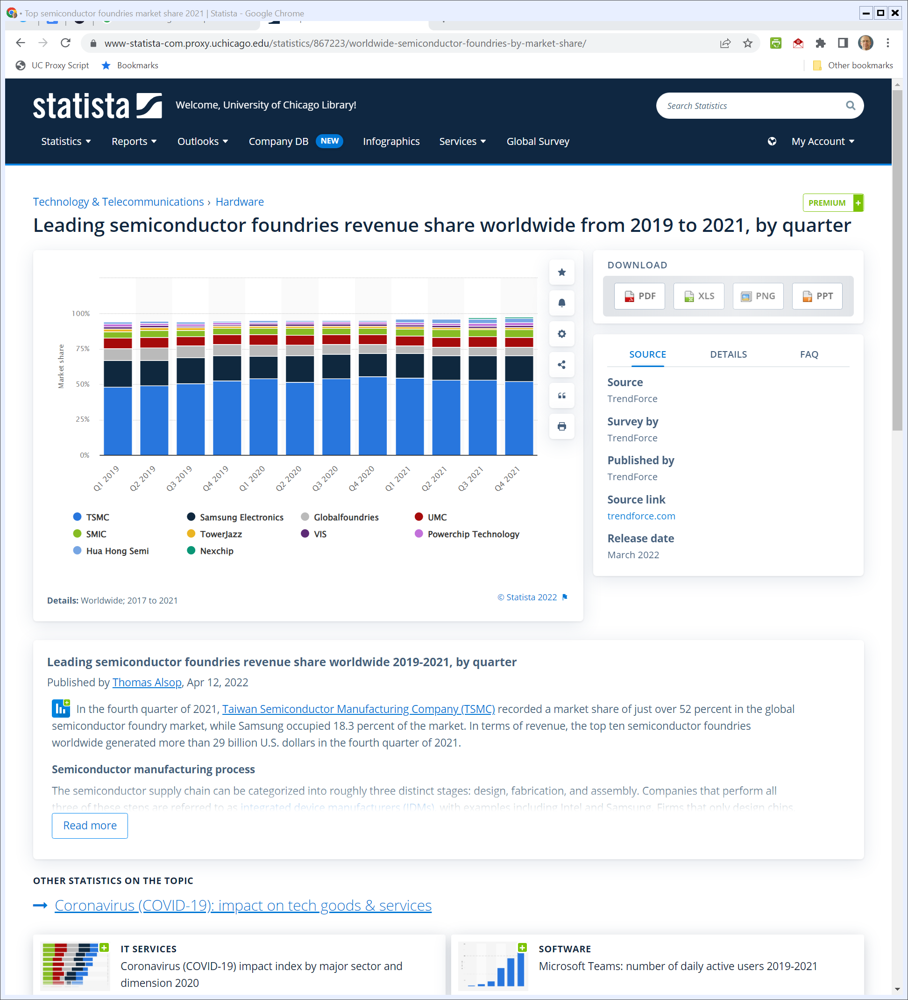 • Top semiconductor foundries market share 2021 | Statista - Google Chrome
www-statista-com.proxy.uchicago.edu/statistics/867223/worldwide-semiconductor-foundries-by-market-share/
UC Proxy Script
Bookmarks
Other bookmarks
statista
Welcome, University of Chicago Library!
Search Statistics
Statistics
Reports
Outlooks
Company DB NEW
Infographics
Services
Global Survey
My Account
Technology & Telecommunications › Hardware
PREMIUM +
Leading semiconductor foundries revenue share worldwide from 2019 to 2021, by quarter
Market share
100%
75%
50%
25%
0%
Q1 2019
Q2 2019
Q3 2019
Q4 2019
Q1 2020
Q2 2020
Q3 2020
Q4 2020
Q1 2021
Q2 2021
Q3 2021
Q4 2021
TSMC
Samsung Electronics
Globalfoundries
UMC
SMIC
TowerJazz
VIS
Powerchip Technology
Hua Hong Semi
Nexchip
Details: Worldwide; 2017 to 2021
© Statista 2022
DOWNLOAD
PDF
XLS
PNG
PPT
SOURCE
DETAILS
FAQ
Source
TrendForce
Survey by
TrendForce
Published by
TrendForce
Source link
trendforce.com
Release date
March 2022
Leading semiconductor foundries revenue share worldwide 2019-2021, by quarter
Published by Thomas Alsop, Apr 12, 2022
In the fourth quarter of 2021, Taiwan Semiconductor Manufacturing Company (TSMC) recorded a market share of just over 52 percent in the global
semiconductor foundry market, while Samsung occupied 18.3 percent of the market. In terms of revenue, the top ten semiconductor foundries
worldwide generated more than 29 billion U.S. dollars in the fourth quarter of 2021.
Semiconductor manufacturing process
The semiconductor supply chain can be categorized into roughly three distinct stages: design, fabrication, and assembly. Companies that perform all
three of these steps are referred to as integrated device manufacturers (IDMs), with examples including Intel and Samsung. Firms that only design chips
Read more
OTHER STATISTICS ON THE TOPIC
Coronavirus (COVID-19): impact on tech goods & services
IT SERVICES
Coronavirus (COVID-19) impact index by major sector and
dimension 2020
SOFTWARE
Microsoft Teams: number of daily active users 2019-2021